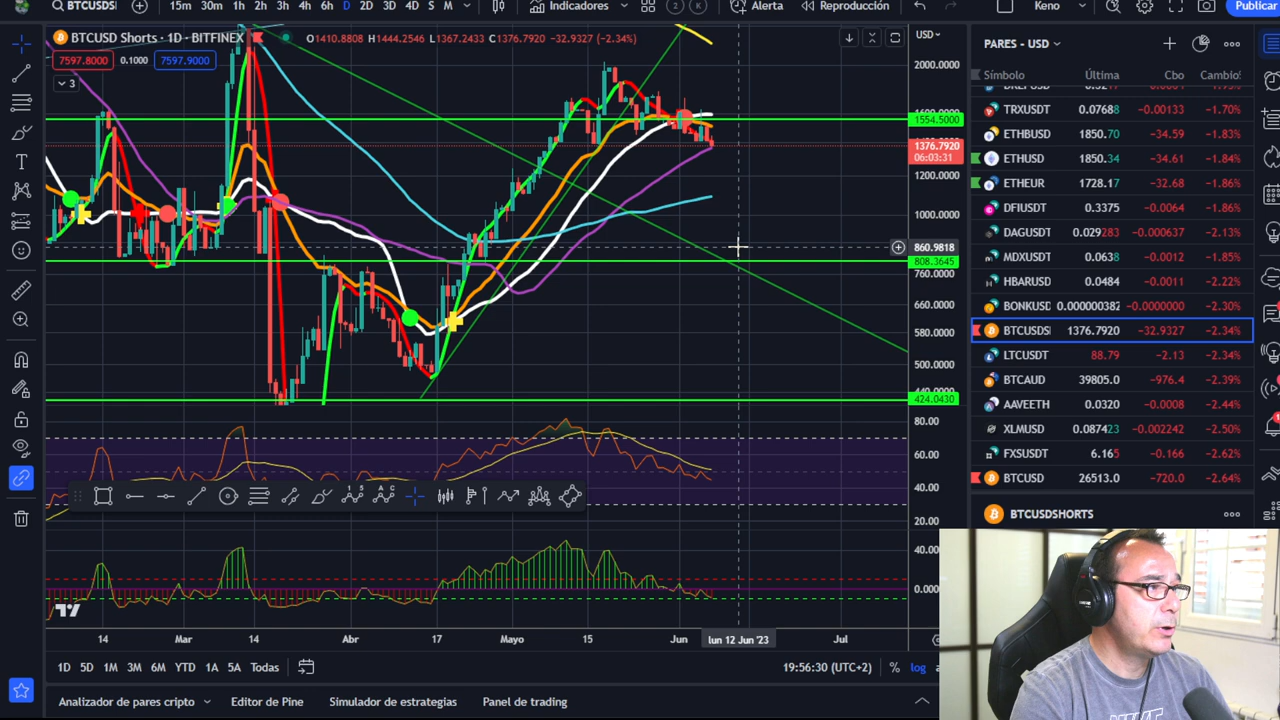 BTCUSDS
15m 30m 1h 2h 3h 4h 6h D 2D 3D 4D S M
Indicadores
2 K
Alerta
Reproducción
Keno
Publicar
BTCUSD Shorts · 1D · BITFINEX
O1410.8808 H1444.2546 L1367.2433 C1376.7920 −32.9327 (−2.34%)
7597.8000 0.1000 7597.9000
3
USD
2000.0000
1554.5000
1376.7920
06:03:31
1200.0000
1000.0000
860.9818
808.3645
760.0000
660.0000
580.0000
500.0000
424.0430
80.00
60.00
40.00
20.00
40.0000
0.0000
14 Mar 14 Abr 17 Mayo 15 Jun lun 12 Jun '23 Jul
1D 5D 1M 3M 6M YTD 1A 5A Todas
19:56:30 (UTC+2) % log
Analizador de pares cripto Editor de Pine Simulador de estrategias Panel de trading
PARES - USD
Símbolo Última Cbo Cambio
TRXUSDT 0.07688 −0.00133 −1.70%
ETHBUSD 1850.70 −34.59 −1.83%
ETHUSD 1850.34 −34.61 −1.84%
ETHEUR 1728.17 −32.68 −1.86%
DFIUSDT 0.3375 −0.0064 −1.86%
DAGUSDT 0.029283 −0.000637 −2.13%
MDXUSDT 0.0638 −0.0011 −1.85%
HBARUSD 0.0484 −0.0011 −2.22%
BONKUSD 0.000000382 −0.0000000 −2.30%
BTCUSDS 1376.7920 −32.9327 −2.34%
LTCUSDT 88.79 −2.13 −2.34%
BTCAUD 39805.0 −976.4 −2.39%
AAVEETH 0.0320 −0.0008 −2.44%
XLMUSD 0.087423 −0.002242 −2.50%
FXSUSDT 6.165 −0.166 −2.62%
BTCUSD 26513.0 −720.0 −2.64%
BTCUSDSHORTS